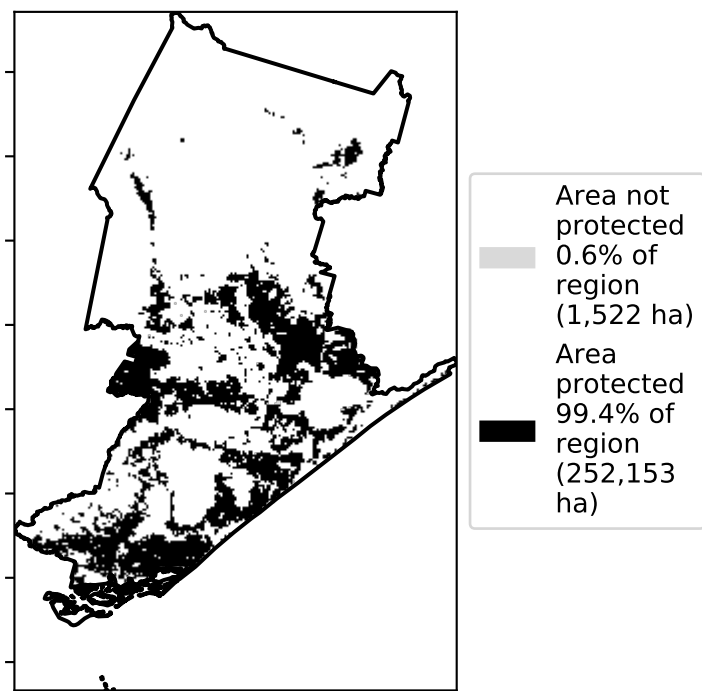 Area not
protected
0.6% of
region
(1,522 ha)
Area
protected
99.4% of
region
(252,153
ha)